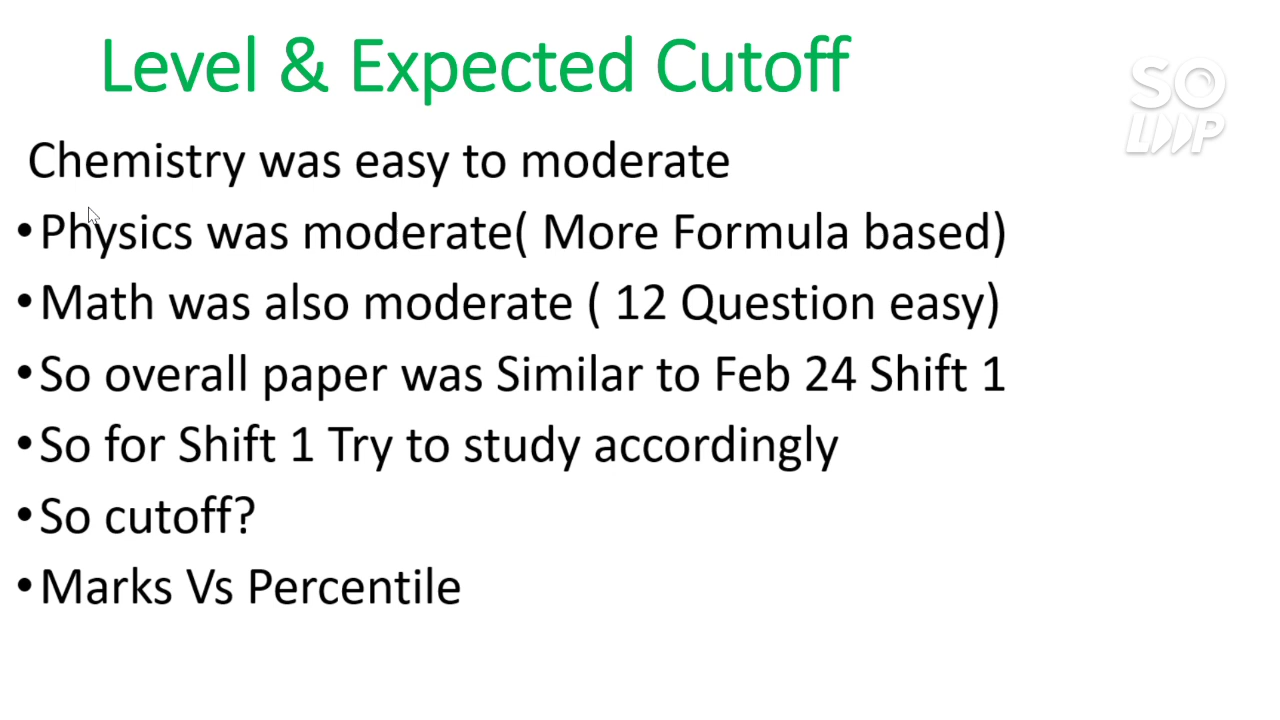 Level & Expected Cutoff
Chemistry was easy to moderate
•Physics was moderate( More Formula based)
•Math was also moderate ( 12 Question easy)
•So overall paper was Similar to Feb 24 Shift 1
•So for Shift 1 Try to study accordingly
•So cutoff?
•Marks Vs Percentile
SO